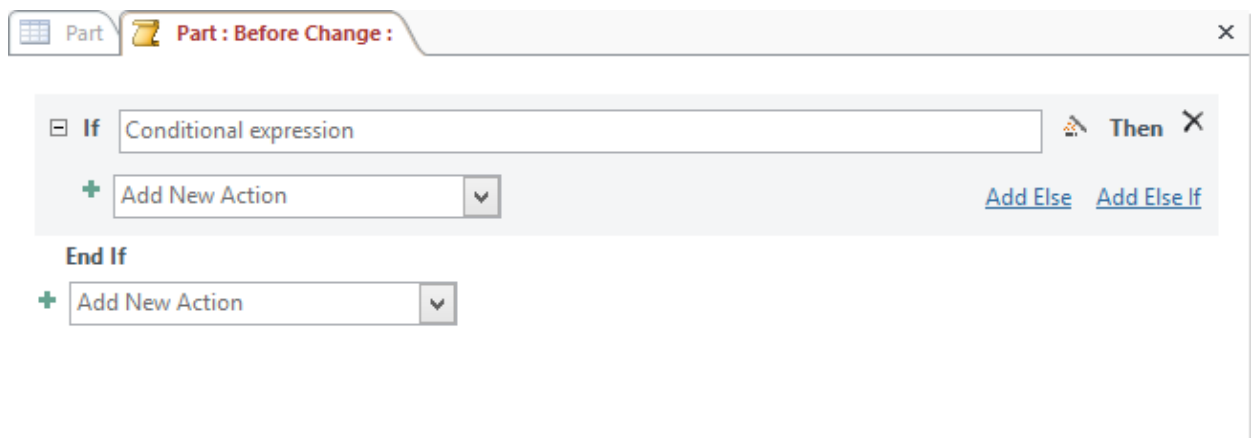 Part Part : Before Change :
If Conditional expression Then
Add New Action Add Else Add Else If
End If
Add New Action